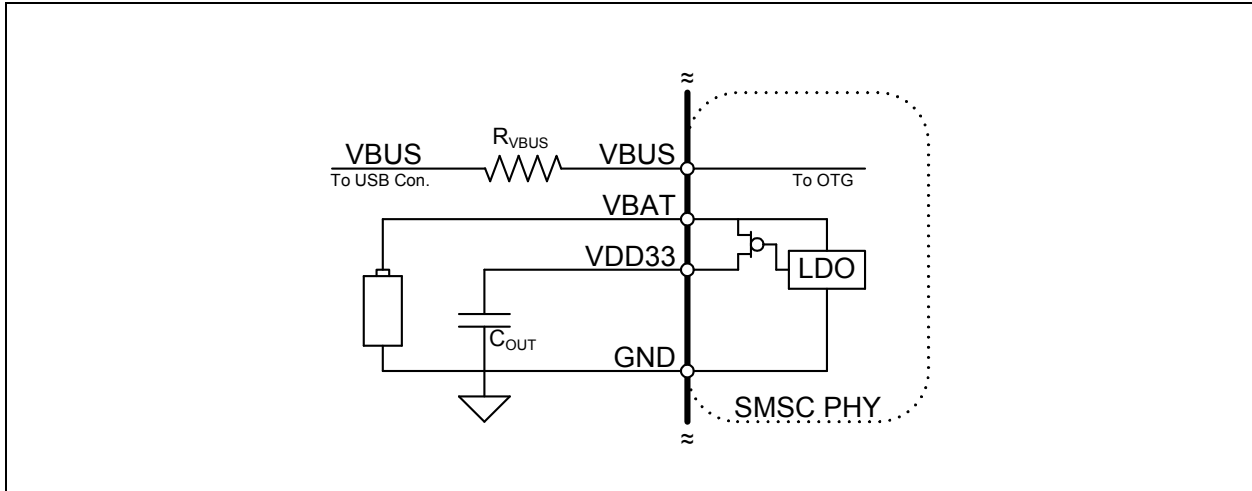 ≈
R_VBUS
VBUS
VBUS
To USB Con.
To OTG
VBAT
VDD33
LDO
C_OUT
GND
SMSC PHY
≈